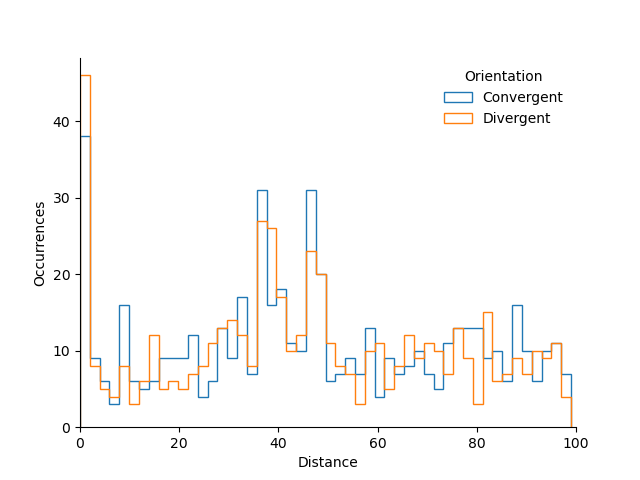 Orientation
Convergent
Divergent
Occurrences
40
30
20
10
0
0 20 40 60 80 100
Distance